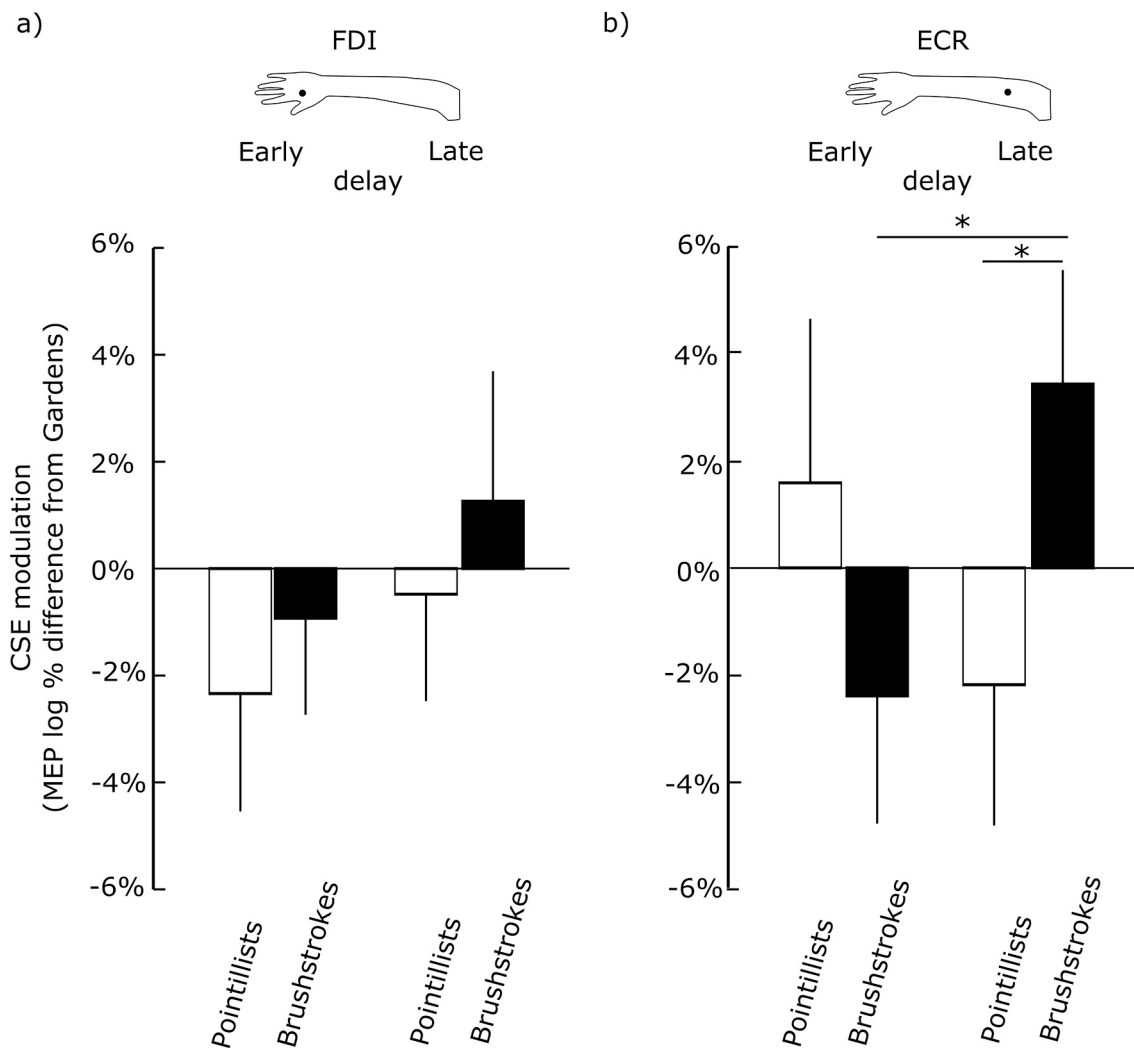 a)
FDI
Early Late
delay
6%
4%
2%
0%
-2%
-4%
-6%
CSE modulation
(MEP log % difference from Gardens)
Pointillists
Brushstrokes
Pointillists
Brushstrokes
b)
ECR
Early Late
delay
*
*
6%
4%
2%
0%
-2%
-4%
-6%
Pointillists
Brushstrokes
Pointillists
Brushstrokes